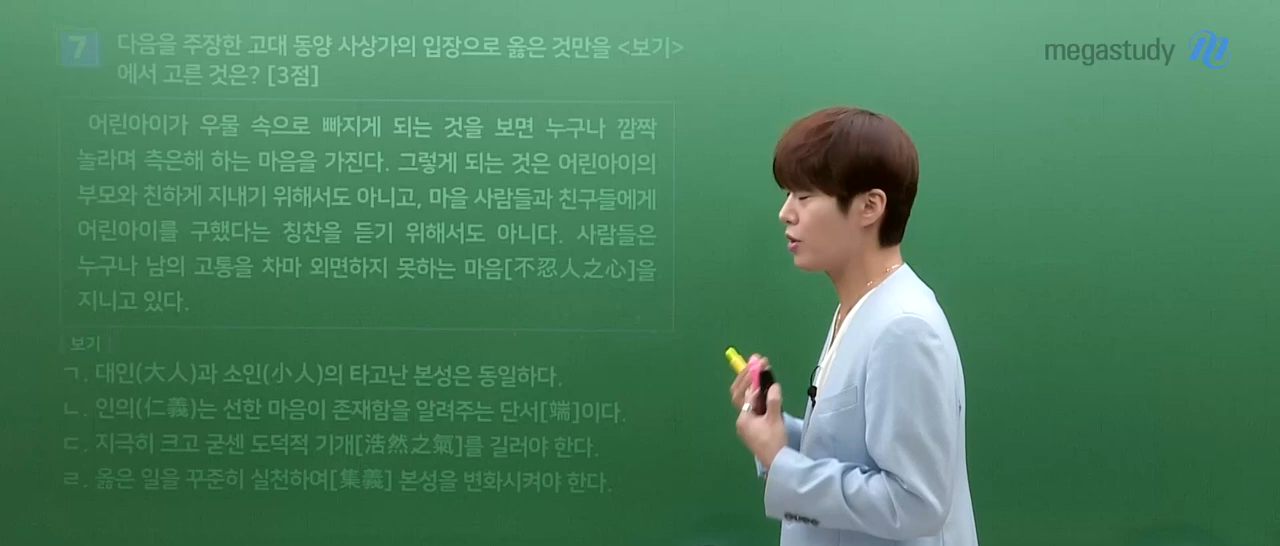 7 다음을 주장한 고대 동양 사상가의 입장으로 옳은 것만을 <보기>
에서 고른 것은? [3점]
megastudy
어린아이가 우물 속으로 빠지게 되는 것을 보면 누구나 깜짝
놀라며 측은해 하는 마음을 가진다. 그렇게 되는 것은 어린아이의
부모와 친하게 지내기 위해서도 아니고, 마을 사람들과 친구들에게
어린아이를 구했다는 칭찬을 듣기 위해서도 아니다. 사람들은
누구나 남의 고통을 차마 외면하지 못하는 마음[不忍人之心]을
지니고 있다.
보기
ㄱ. 대인(大人)과 소인(小人)의 타고난 본성은 동일하다.
ㄴ. 인의(仁義)는 선한 마음이 존재함을 알려주는 단서[端]이다.
ㄷ. 지극히 크고 굳센 도덕적 기개[浩然之氣]를 길러야 한다.
ㄹ. 옳은 일을 꾸준히 실천하여[集義] 본성을 변화시켜야 한다.